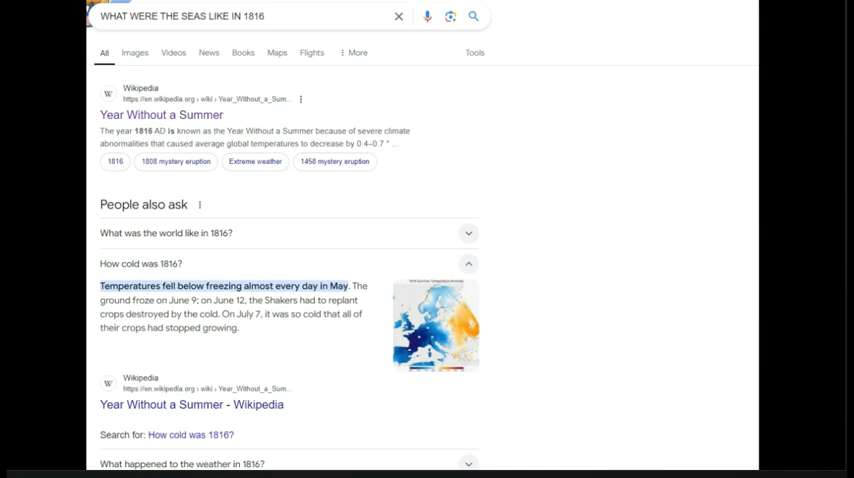 WHAT WERE THE SEAS LIKE IN 1816
All Images Videos News Books Maps Flights More Tools
W
Wikipedia
https://en.wikipedia.org › wiki › Year_Without_a_Sum...
Year Without a Summer
The year 1816 AD is known as the Year Without a Summer because of severe climate
abnormalities that caused average global temperatures to decrease by 0.4–0.7 ° ...
1816 1808 mystery eruption Extreme weather 1458 mystery eruption
People also ask
What was the world like in 1816?
How cold was 1816?
Temperatures fell below freezing almost every day in May. The
ground froze on June 9; on June 12, the Shakers had to replant
crops destroyed by the cold. On July 7, it was so cold that all of
their crops had stopped growing.
1816 Summer Temperature Anomaly
W
Wikipedia
https://en.wikipedia.org › wiki › Year_Without_a_Sum...
Year Without a Summer - Wikipedia
Search for: How cold was 1816?
What happened to the weather in 1816?